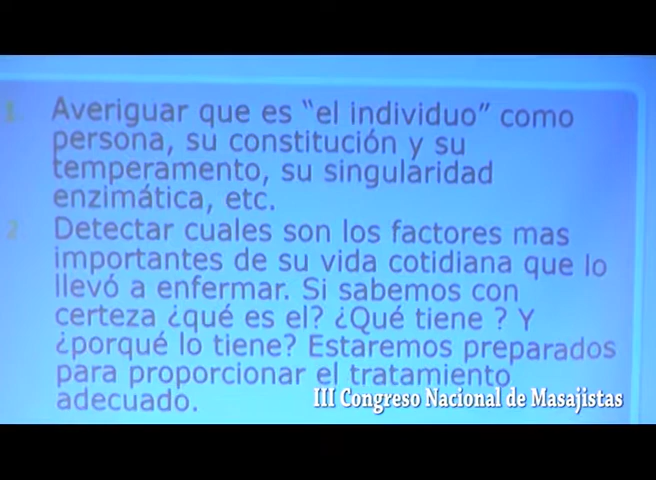 1. Averiguar que es "el individuo" como
persona, su constitución y su
temperamento, su singularidad
enzimática, etc.
2 Detectar cuales son los factores mas
importantes de su vida cotidiana que lo
llevó a enfermar. Si sabemos con
certeza ¿qué es el? ¿Qué tiene ? Y
¿porqué lo tiene? Estaremos preparados
para proporcionar el tratamiento
adecuado.
III Congreso Nacional de Masajistas